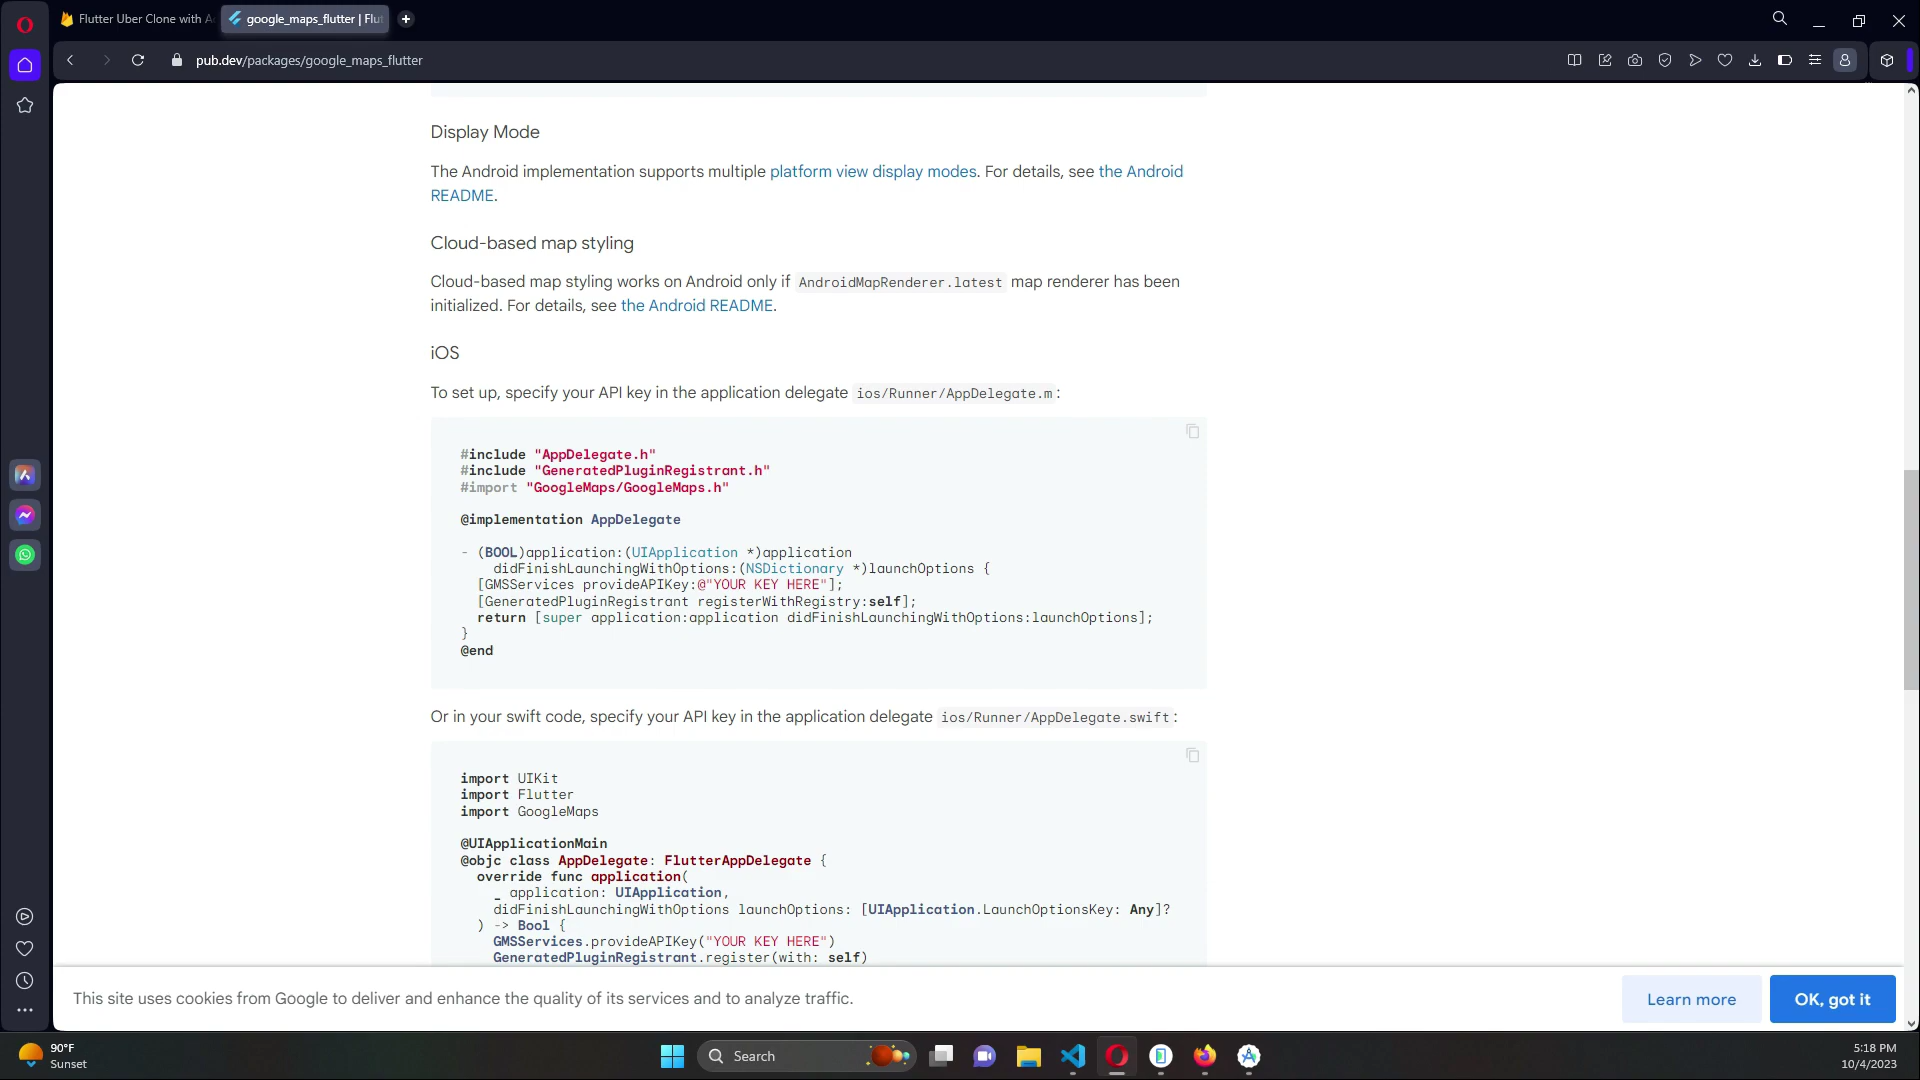 Flutter Uber Clone with A
google_maps_flutter | Flut
pub.dev/packages/google_maps_flutter
Display Mode
The Android implementation supports multiple platform view display modes. For details, see the Android
README.
Cloud-based map styling
Cloud-based map styling works on Android only if AndroidMapRenderer.latest map renderer has been
initialized. For details, see the Android README.
iOS
To set up, specify your API key in the application delegate ios/Runner/AppDelegate.m:
#include "AppDelegate.h"
#include "GeneratedPluginRegistrant.h"
#import "GoogleMaps/GoogleMaps.h"
@implementation AppDelegate
- (BOOL)application:(UIApplication *)application
didFinishLaunchingWithOptions:(NSDictionary *)launchOptions {
[GMSServices provideAPIKey:@"YOUR KEY HERE"];
[GeneratedPluginRegistrant registerWithRegistry:self];
return [super application:application didFinishLaunchingWithOptions:launchOptions];
}
@end
Or in your swift code, specify your API key in the application delegate ios/Runner/AppDelegate.swift:
import UIKit
import Flutter
import GoogleMaps
@UIApplicationMain
@objc class AppDelegate: FlutterAppDelegate {
override func application(
_ application: UIApplication,
didFinishLaunchingWithOptions launchOptions: [UIApplication.LaunchOptionsKey: Any]?
) -> Bool {
GMSServices.provideAPIKey("YOUR KEY HERE")
GeneratedPluginRegistrant.register(with: self)
This site uses cookies from Google to deliver and enhance the quality of its services and to analyze traffic.
Learn more
OK, got it
90°F
Sunset
Search
5:18 PM
10/4/2023